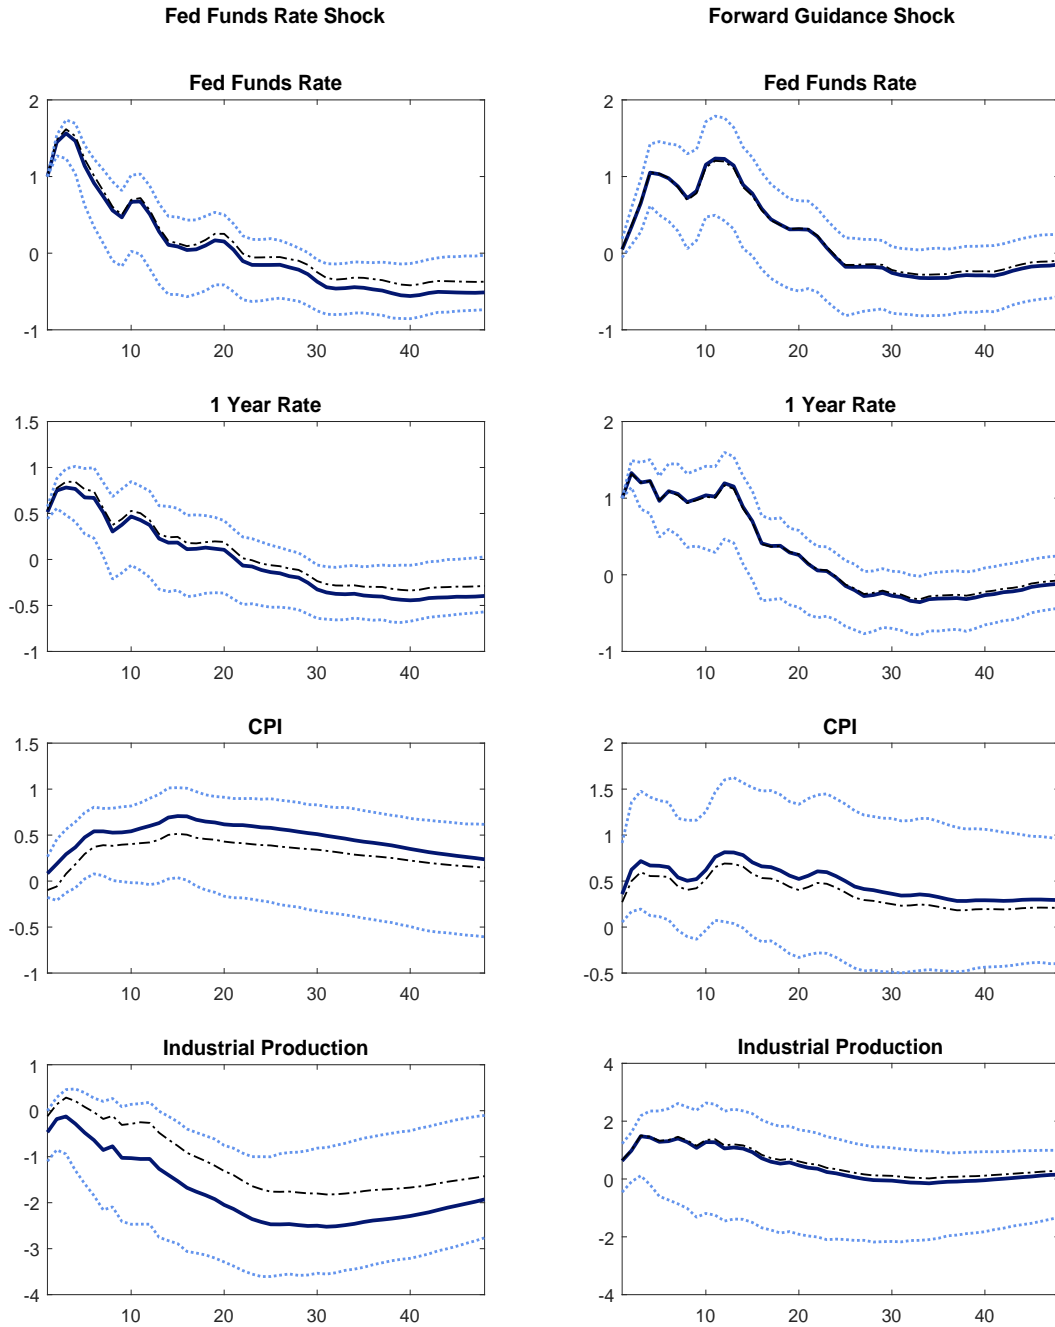 Fed Funds Rate Shock
Forward Guidance Shock
Fed Funds Rate
2
1
0
-1
10 20 30 40
Fed Funds Rate
2
1
0
-1
10 20 30 40
1 Year Rate
1.5
1
0.5
0
-0.5
-1
10 20 30 40
1 Year Rate
2
1
0
-1
10 20 30 40
CPI
1.5
1
0.5
0
-0.5
-1
10 20 30 40
CPI
2
1.5
1
0.5
0
-0.5
10 20 30 40
Industrial Production
1
0
-1
-2
-3
-4
10 20 30 40
Industrial Production
4
2
0
-2
-4
10 20 30 40